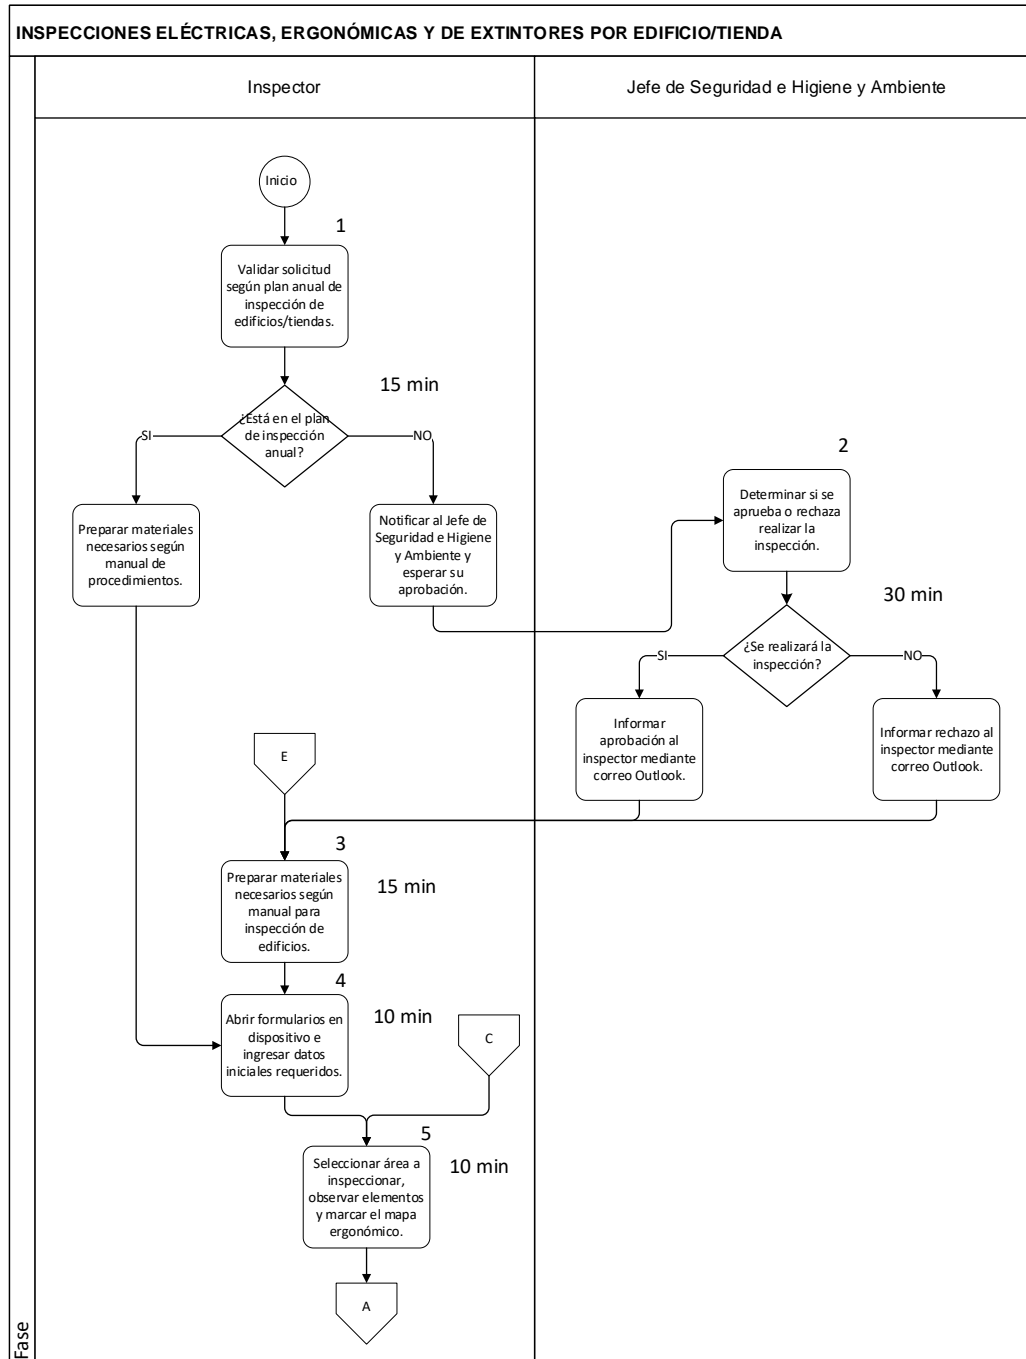 INSPECCIONES ELÉCTRICAS, ERGONÓMICAS Y DE EXTINTORES POR EDIFICIO/TIENDA
Inspector
Jefe de Seguridad e Higiene y Ambiente
Inicio
1
Validar solicitud
según plan anual de
inspección de
edificios/tiendas.
15 min
¿Está en el plan
de inspección
anual?
SI
NO
Preparar materiales
necesarios según
manual de
procedimientos.
Notificar al Jefe de
Seguridad e Higiene
y Ambiente y
esperar su
aprobación.
2
Determinar si se
aprueba o rechaza
realizar la
inspección.
30 min
¿Se realizará la
inspección?
SI
NO
Informar
aprobación al
inspector mediante
correo Outlook.
Informar rechazo al
inspector mediante
correo Outlook.
E
3
Preparar materiales
necesarios según
manual para
inspección de
edificios.
15 min
4
Abrir formularios en
dispositivo e
ingresar datos
iniciales requeridos.
10 min
C
5
Seleccionar área a
inspeccionar,
observar elementos
y marcar el mapa
ergonómico.
10 min
A
Fase